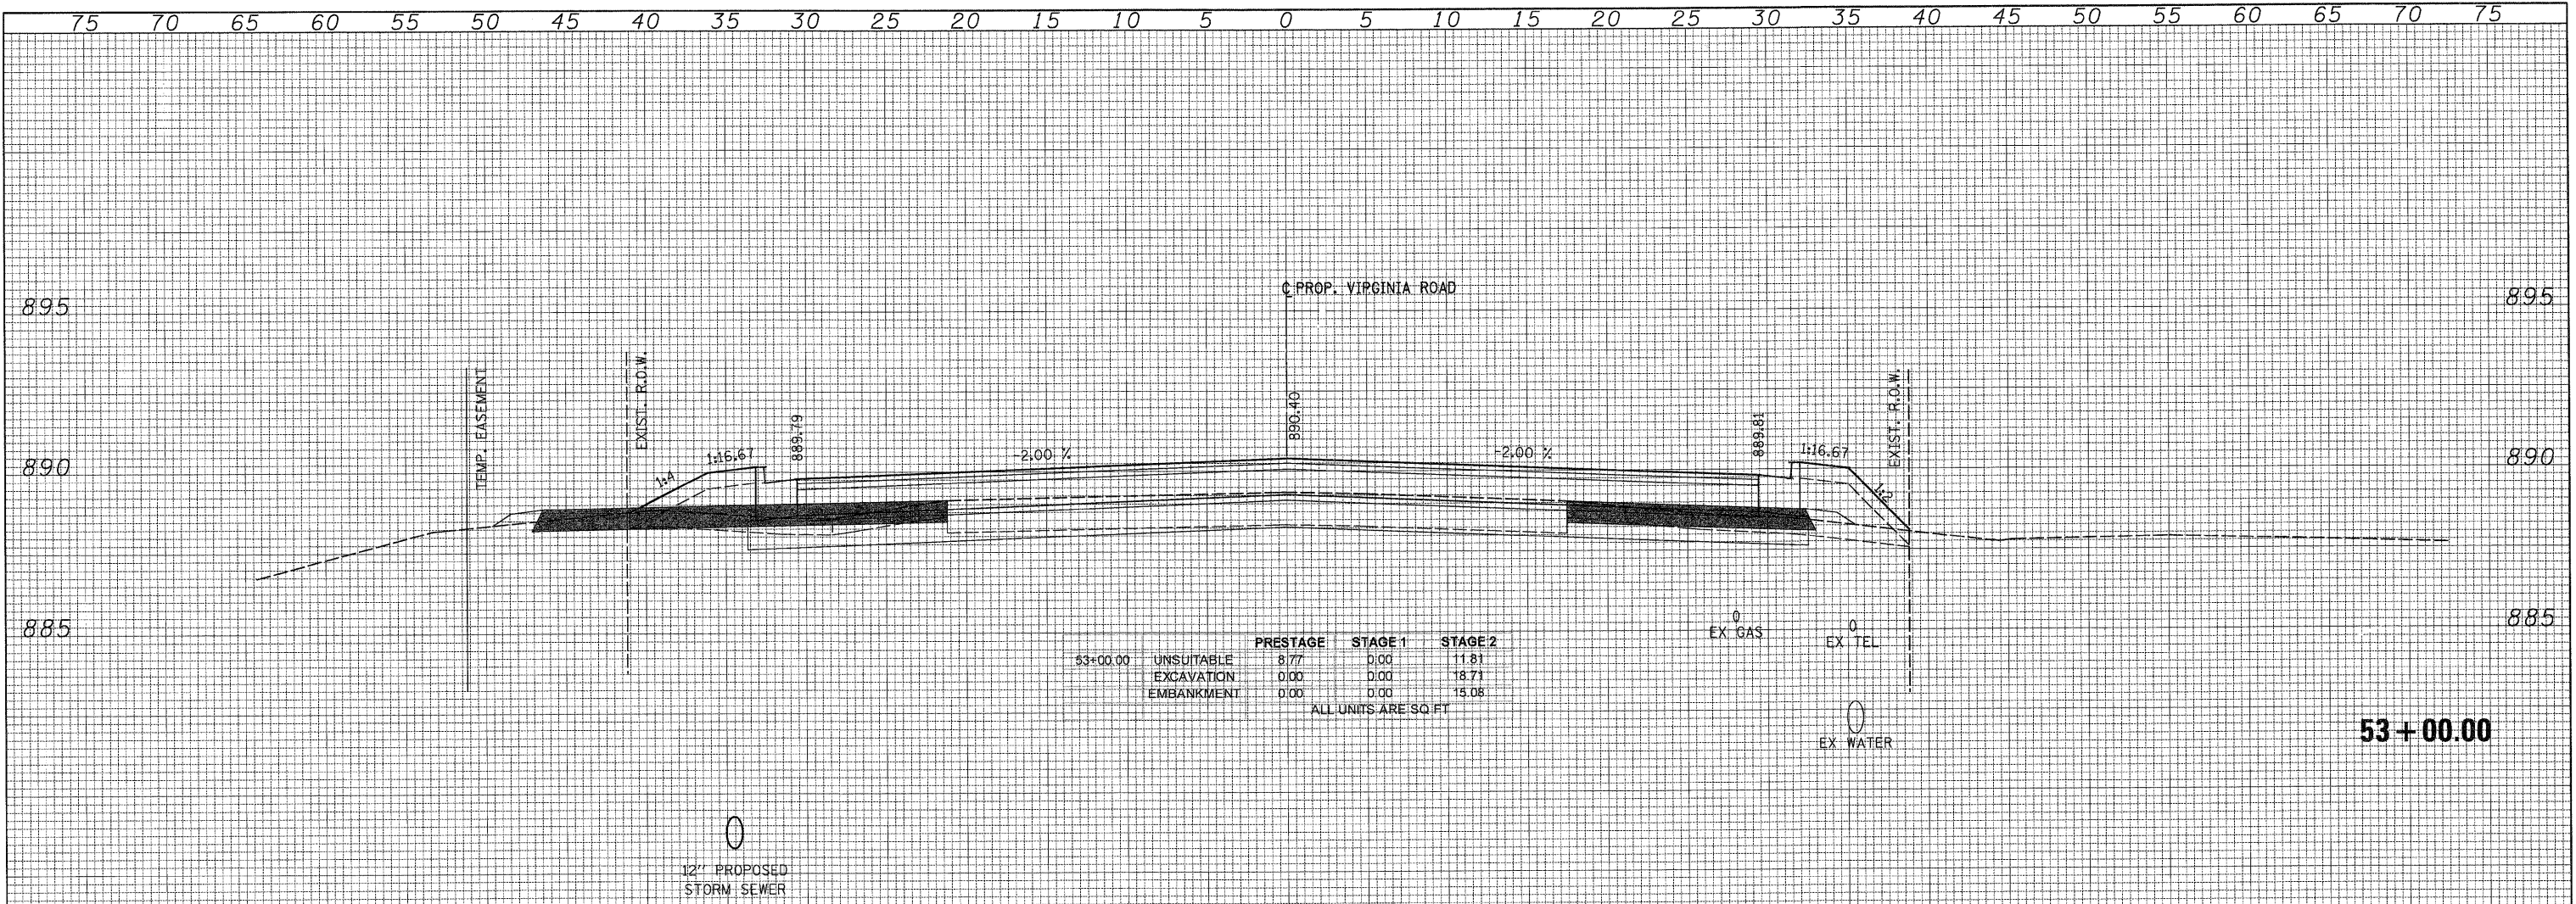 75 70 65 60 55 50 45 40 35 30 25 20 15 10 5 0 5 10 15 20 25 30 35 40 45 50 55 60 65 70 75
℄ PROP. VIRGINIA ROAD
895 895
TEMP. EASEMENT
EXIST. R.O.W.
1:4
1:16.67
889.79
-2.00 %
890.40
-2.00 %
889.81
1:16.67
1:2
EXIST. R.O.W.
890 890
885 885
EX GAS
EX TEL
EX WATER
PRESTAGE STAGE 1 STAGE 2
53+00.00 UNSUITABLE 8.77 0.00 11.81
EXCAVATION 0.00 0.00 18.71
EMBANKMENT 0.00 0.00 15.08
ALL UNITS ARE SQ FT
53 + 00.00
12" PROPOSED
STORM SEWER